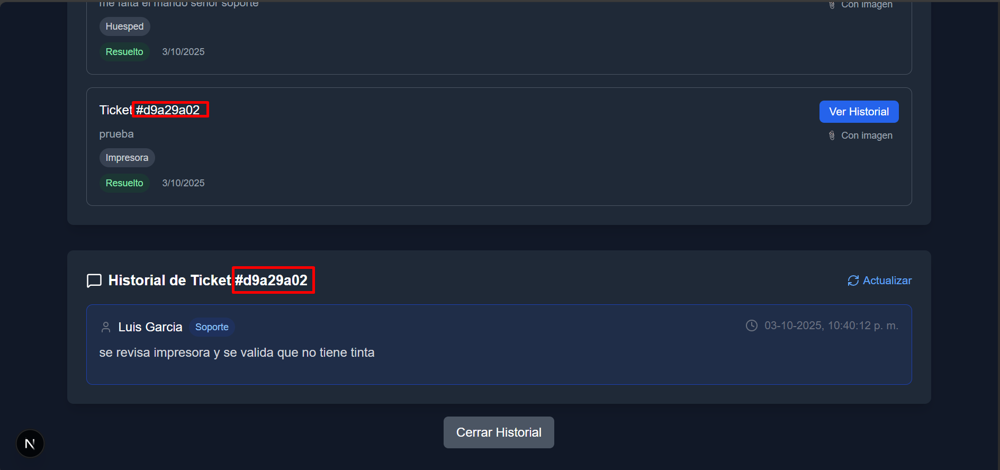 me falta el mando señor soporte
Con imagen
Huesped
Resuelto 3/10/2025
Ticket #d9a29a02
Ver Historial
prueba
Con imagen
Impresora
Resuelto 3/10/2025
Historial de Ticket #d9a29a02
Actualizar
Luis Garcia Soporte
03-10-2025, 10:40:12 p. m.
se revisa impresora y se valida que no tiene tinta
Cerrar Historial
N